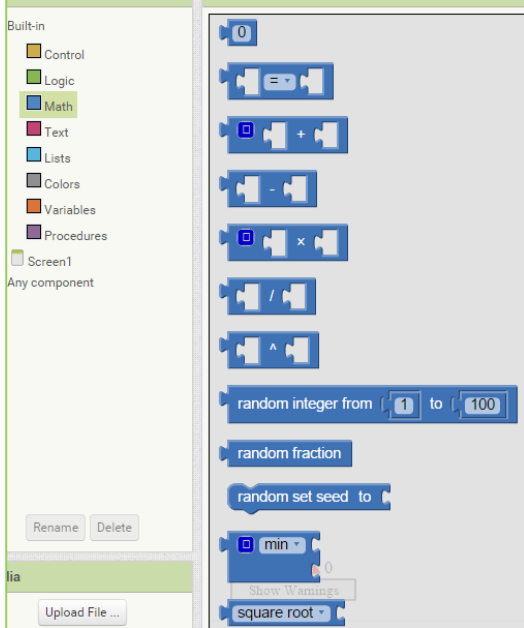 Built-in
Control
Logic
Math
Text
Lists
Colors
Variables
Procedures
Screen1
Any component
Rename Delete
lia
Upload File ...
0
=
+
-
×
/
^
random integer from 1 to 100
random fraction
random set seed to
min
0
Show Warnings
square root